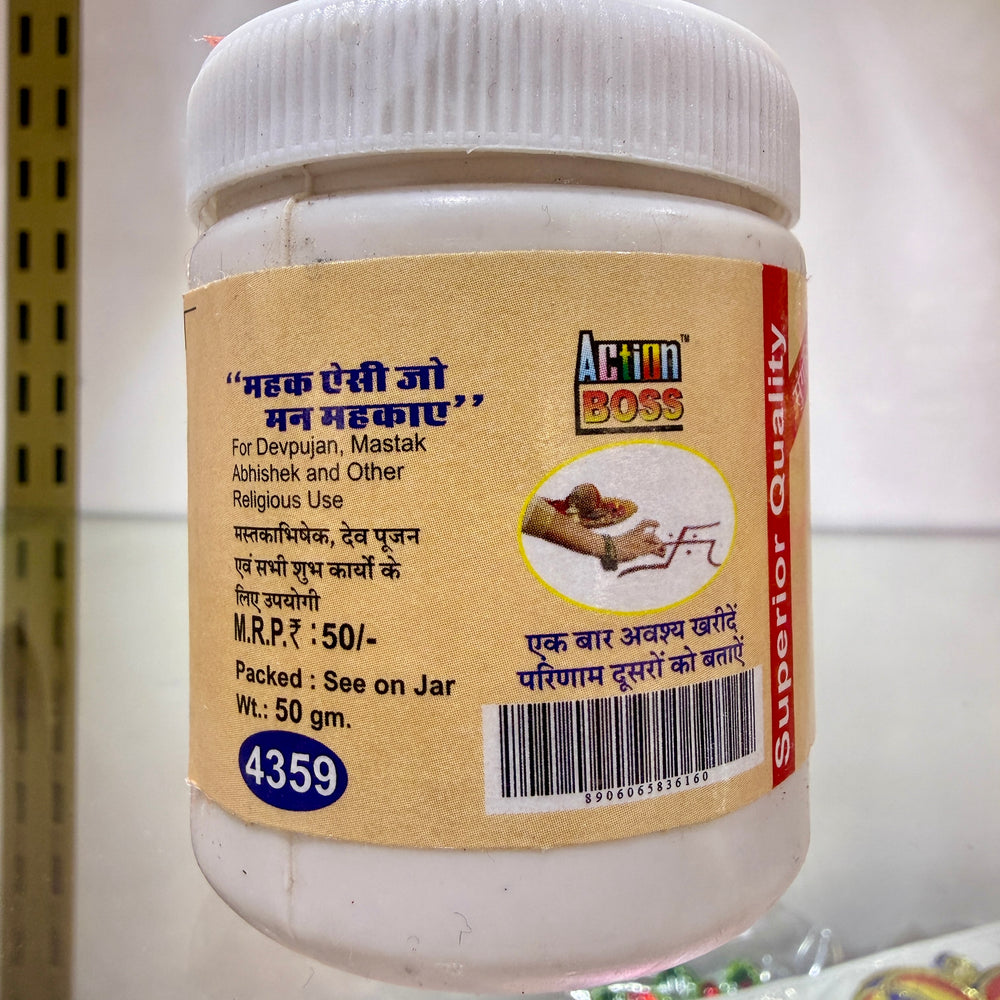 “महक ऐसी जो
मन महकाए”
For Devpujan, Mastak
Abhishek and Other
Religious Use
मस्तकाभिषेक, देव पूजन
एवं सभी शुभ कार्यो के
लिए उपयोगी
M.R.P.₹ : 50/-
Packed : See on Jar
Wt.: 50 gm.
4359
Action™
BOSS
एक बार अवश्य खरीदें
परिणाम दूसरों को बताऐं
8906065836160
Superior Quality